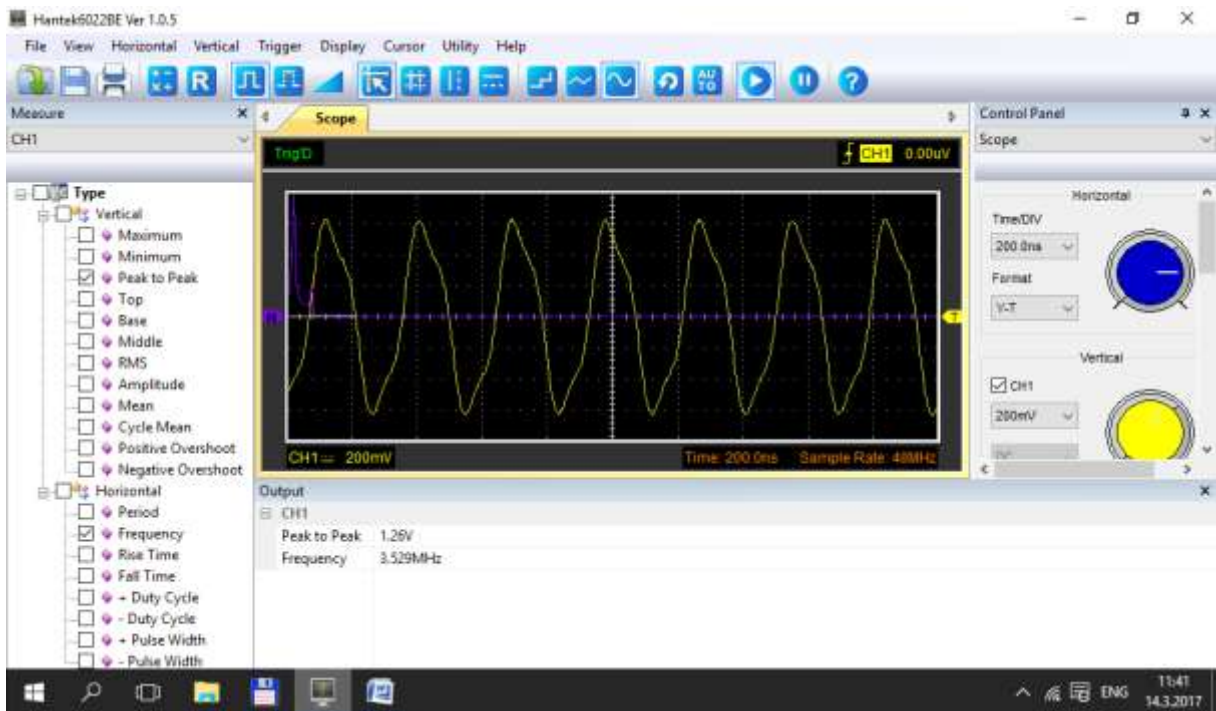 Hantek6022BE Ver 1.0.5
File View Horizontal Vertical Trigger Display Cursor Utility Help
R
AU
TO
?
Measure
CH1
Type
Vertical
Maximum
Minimum
Peak to Peak
Top
Base
Middle
RMS
Amplitude
Mean
Cycle Mean
Positive Overshoot
Negative Overshoot
Horizontal
Period
Frequency
Rise Time
Fall Time
+ Duty Cycle
- Duty Cycle
+ Pulse Width
- Pulse Width
Scope
Trig'D
CH1 0.00uV
T
CH1 200mV
Time: 200.0ns Sample Rate: 48MHz
Output
CH1
Peak to Peak 1.26V
Frequency 3.529MHz
Control Panel
Scope
Horizontal
Time/DIV
200.0ns
Format
Y-T
Vertical
CH1
200mV
ENG
11:41
14.3.2017